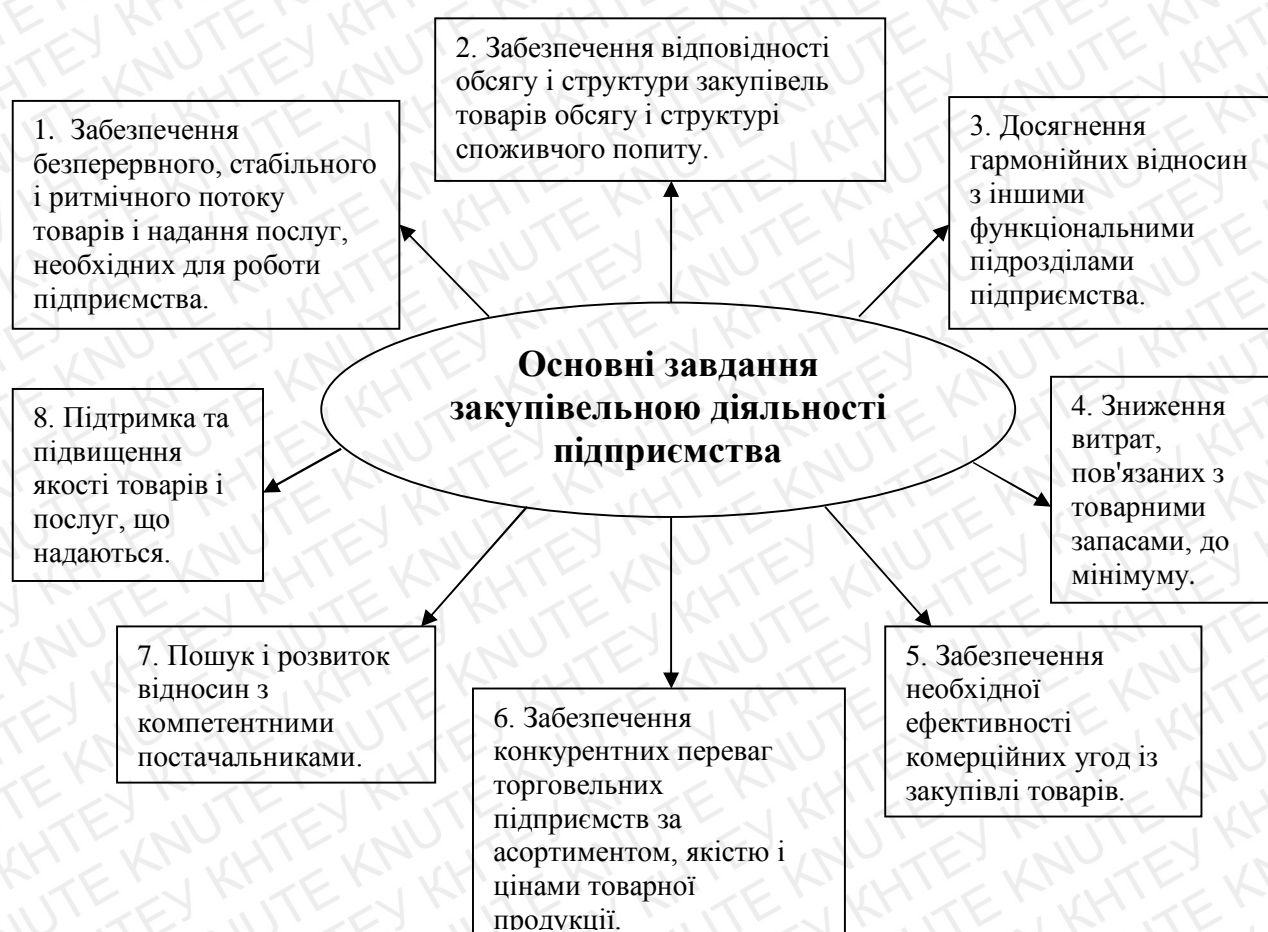 2. Забезпечення відповідності
обсягу і структури закупівель
товарів обсягу і структурі
споживчого попиту.
1. Забезпечення
безперервного, стабільного
і ритмічного потоку
товарів і надання послуг,
необхідних для роботи
підприємства.
3. Досягнення
гармонійних відносин
з іншими
функціональними
підрозділами
підприємства.
Основні завдання
закупівельною діяльності
підприємства
8. Підтримка та
підвищення
якості товарів і
послуг, що
надаються.
4. Зниження
витрат,
пов'язаних з
товарними
запасами, до
мінімуму.
7. Пошук і розвиток
відносин з
компетентними
постачальниками.
6. Забезпечення
конкурентних переваг
торговельних
підприємств за
асортиментом, якістю і
цінами товарної
продукції.
5. Забезпечення
необхідної
ефективності
комерційних угод із
закупівлі товарів.
КНТЕУ KNUTE